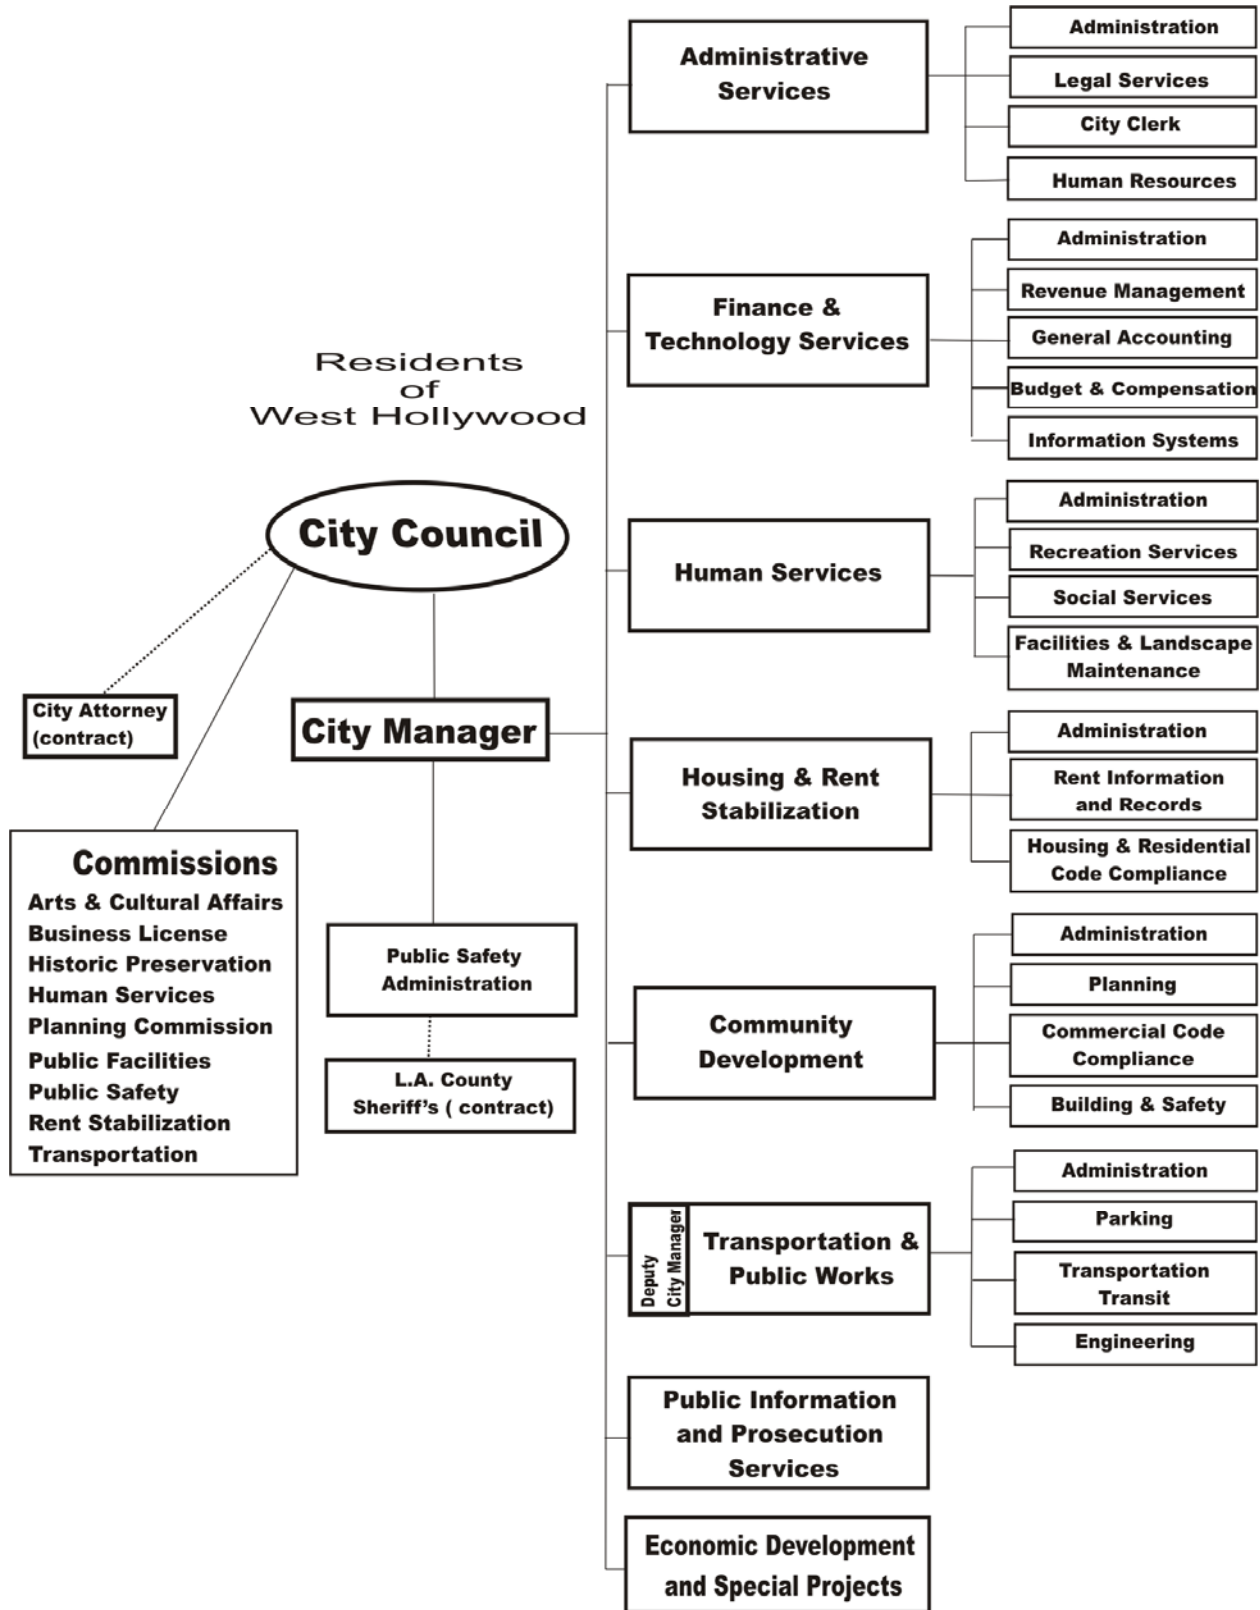 Residents
of
West Hollywood
City Council
City Attorney
(contract)
City Manager
Commissions
Arts & Cultural Affairs
Business License
Historic Preservation
Human Services
Planning Commission
Public Facilities
Public Safety
Rent Stabilization
Transportation
Public Safety
Administration
L.A. County
Sheriff's ( contract)
Administrative
Services
Administration
Legal Services
City Clerk
Human Resources
Finance &
Technology Services
Administration
Revenue Management
General Accounting
Budget & Compensation
Information Systems
Human Services
Administration
Recreation Services
Social Services
Facilities & Landscape
Maintenance
Housing & Rent
Stabilization
Administration
Rent Information
and Records
Housing & Residential
Code Compliance
Community
Development
Administration
Planning
Commercial Code
Compliance
Building & Safety
Deputy
City Manager
Transportation &
Public Works
Administration
Parking
Transportation
Transit
Engineering
Public Information
and Prosecution
Services
Economic Development
and Special Projects